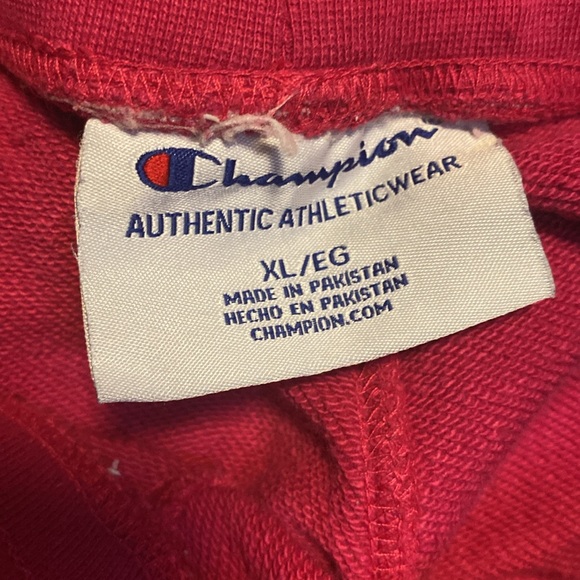 Champion
AUTHENTIC ATHLETICWEAR
XL/EG
MADE IN PAKISTAN
HECHO EN PAKISTAN
CHAMPION.COM